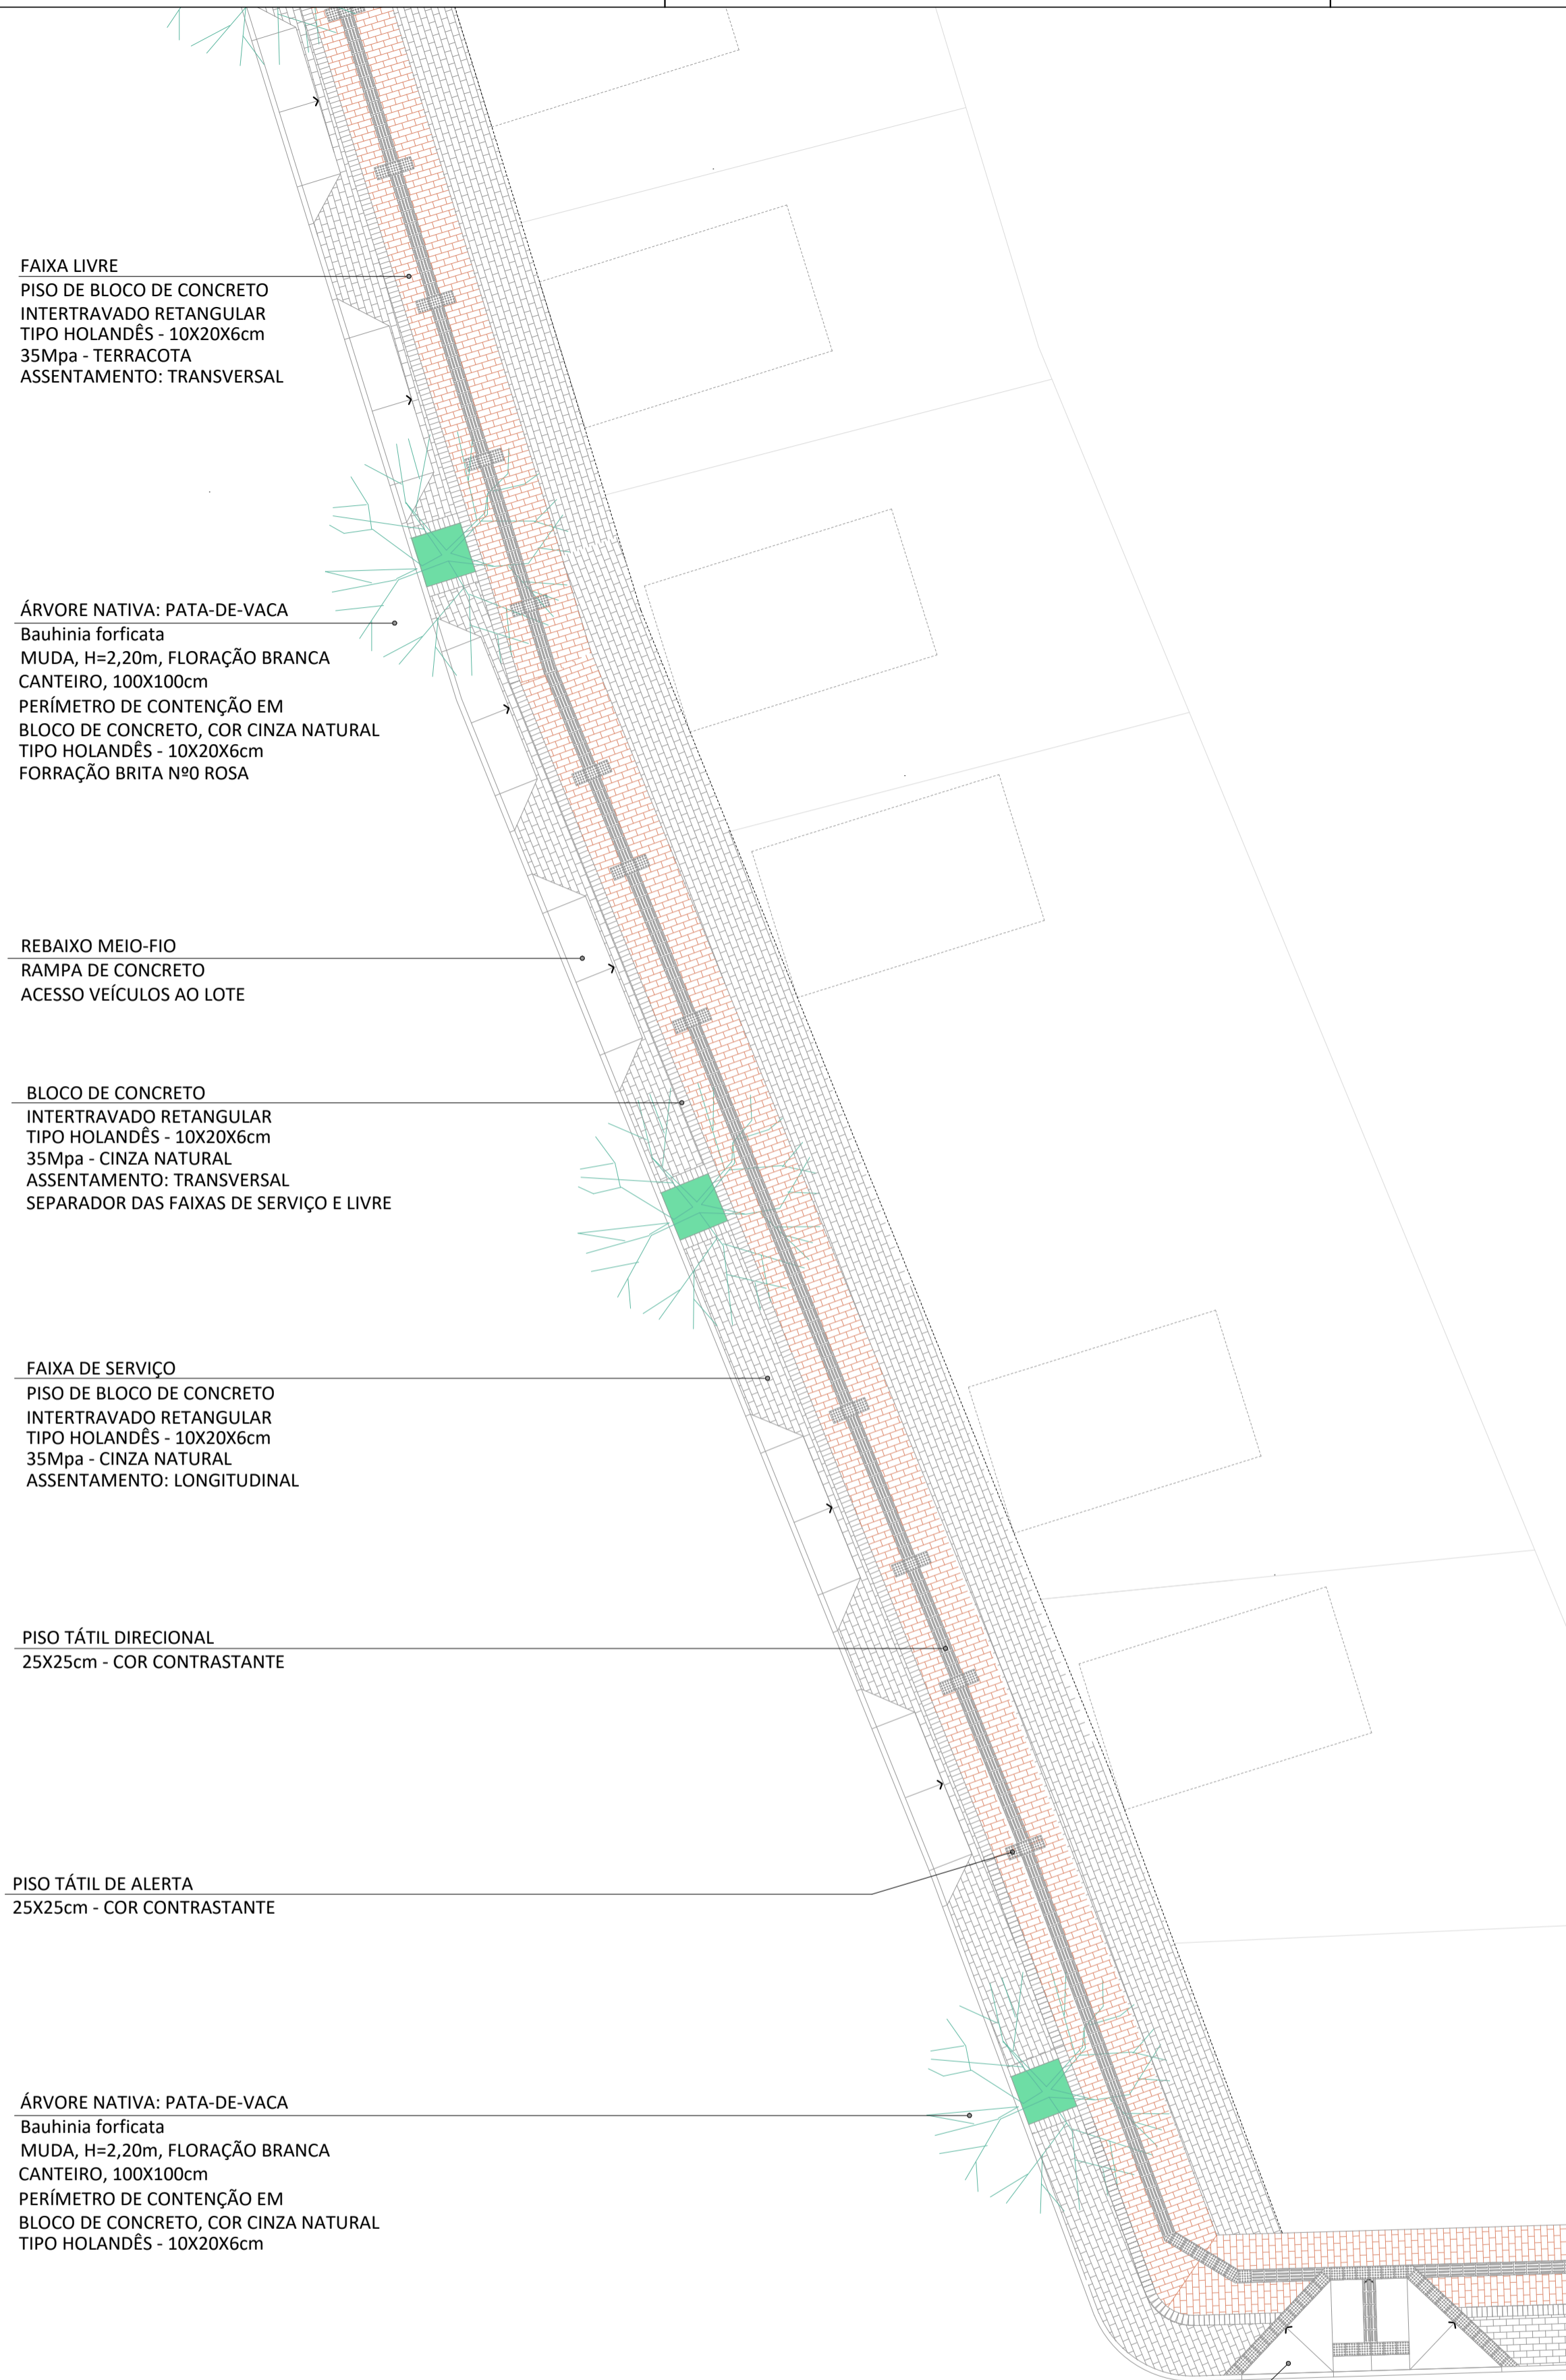 FAIXA LIVRE
PISO DE BLOCO DE CONCRETO
INTERTRAVADO RETANGULAR
TIPO HOLANDÊS - 10X20X6cm
35Mpa - TERRACOTA
ASSENTAMENTO: TRANSVERSAL
ÁRVORE NATIVA: PATA-DE-VACA
Bauhinia forficata
MUDA, H=2,20m, FLORAÇÃO BRANCA
CANTEIRO, 100X100cm
PERÍMETRO DE CONTENÇÃO EM
BLOCO DE CONCRETO, COR CINZA NATURAL
TIPO HOLANDÊS - 10X20X6cm
FORRAÇÃO BRITA Nº0 ROSA
REBAIXO MEIO-FIO
RAMPA DE CONCRETO
ACESSO VEÍCULOS AO LOTE
BLOCO DE CONCRETO
INTERTRAVADO RETANGULAR
TIPO HOLANDÊS - 10X20X6cm
35Mpa - CINZA NATURAL
ASSENTAMENTO: TRANSVERSAL
SEPARADOR DAS FAIXAS DE SERVIÇO E LIVRE
FAIXA DE SERVIÇO
PISO DE BLOCO DE CONCRETO
INTERTRAVADO RETANGULAR
TIPO HOLANDÊS - 10X20X6cm
35Mpa - CINZA NATURAL
ASSENTAMENTO: LONGITUDINAL
PISO TÁTIL DIRECIONAL
25X25cm - COR CONTRASTANTE
PISO TÁTIL DE ALERTA
25X25cm - COR CONTRASTANTE
ÁRVORE NATIVA: PATA-DE-VACA
Bauhinia forficata
MUDA, H=2,20m, FLORAÇÃO BRANCA
CANTEIRO, 100X100cm
PERÍMETRO DE CONTENÇÃO EM
BLOCO DE CONCRETO, COR CINZA NATURAL
TIPO HOLANDÊS - 10X20X6cm